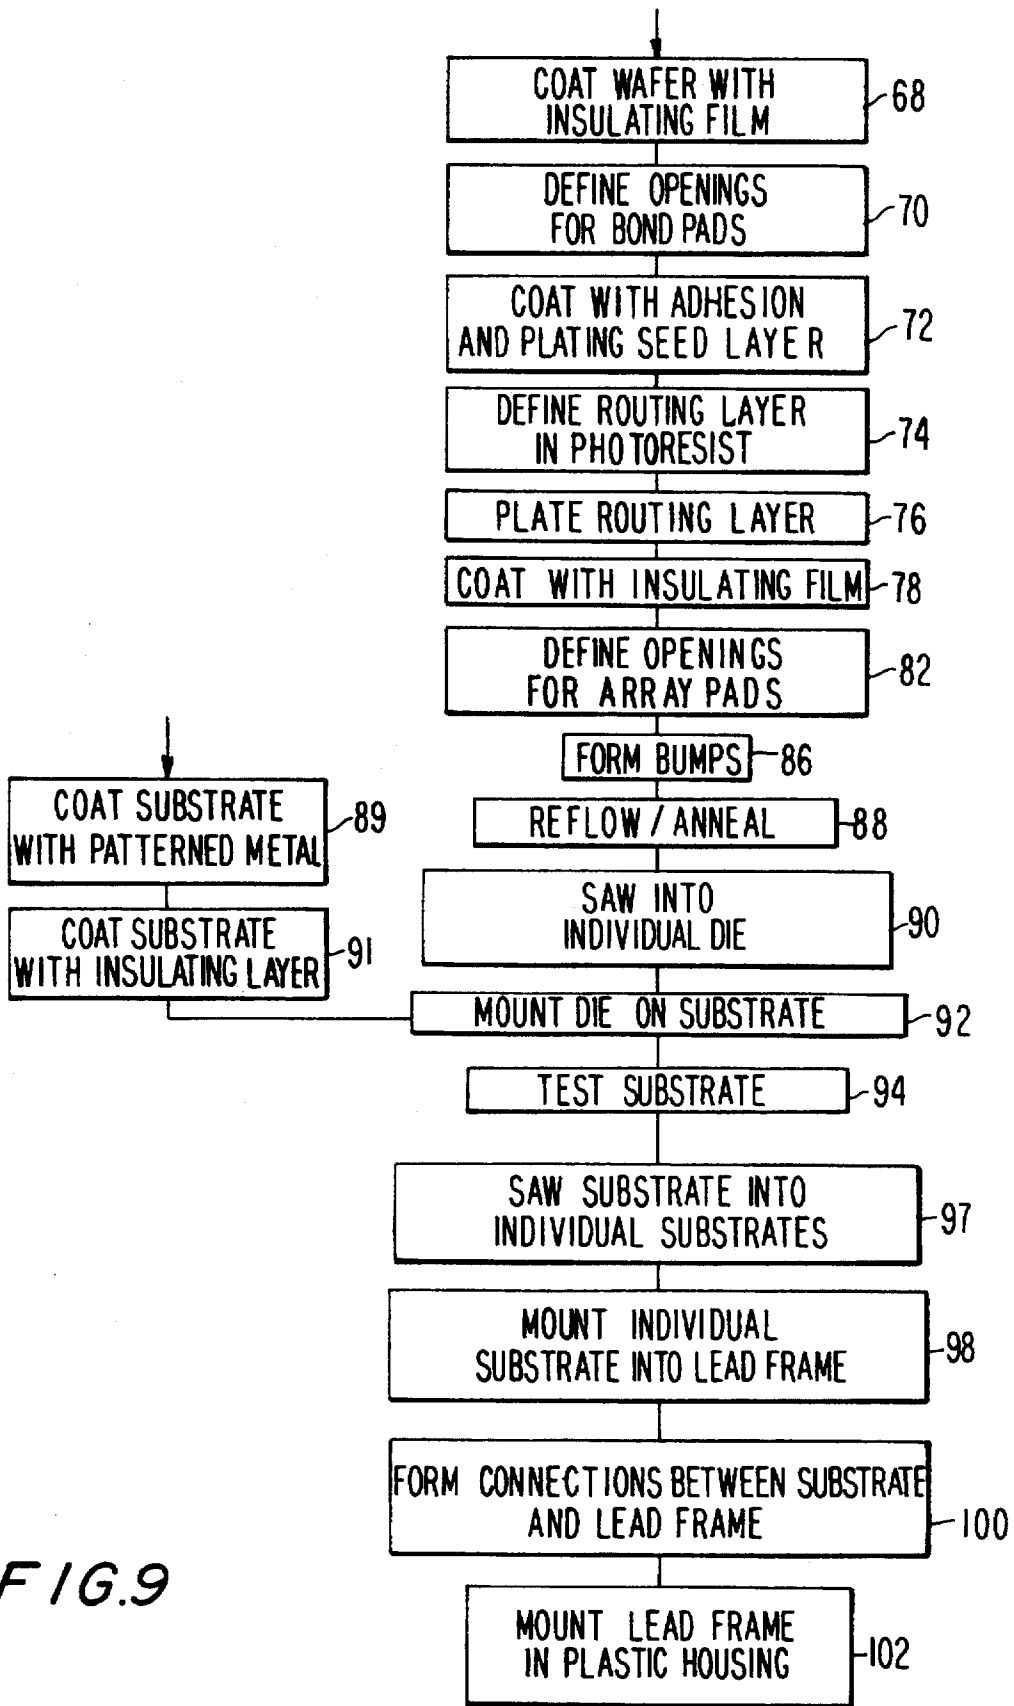 COAT WAFER WITH
INSULATING FILM
68
DEFINE OPENINGS
FOR BOND PADS
70
COAT WITH ADHESION
AND PLATING SEED LAYER
72
DEFINE ROUTING LAYER
IN PHOTORESIST
74
PLATE ROUTING LAYER
76
COAT WITH INSULATING FILM
78
DEFINE OPENINGS
FOR ARRAY PADS
82
FORM BUMPS
86
REFLOW / ANNEAL
88
COAT SUBSTRATE
WITH PATTERNED METAL
89
COAT SUBSTRATE
WITH INSULATING LAYER
91
SAW INTO
INDIVIDUAL DIE
90
MOUNT DIE ON SUBSTRATE
92
TEST SUBSTRATE
94
SAW SUBSTRATE INTO
INDIVIDUAL SUBSTRATES
97
MOUNT INDIVIDUAL
SUBSTRATE INTO LEAD FRAME
98
FORM CONNECTIONS BETWEEN SUBSTRATE
AND LEAD FRAME
100
MOUNT LEAD FRAME
IN PLASTIC HOUSING
102
FIG.9